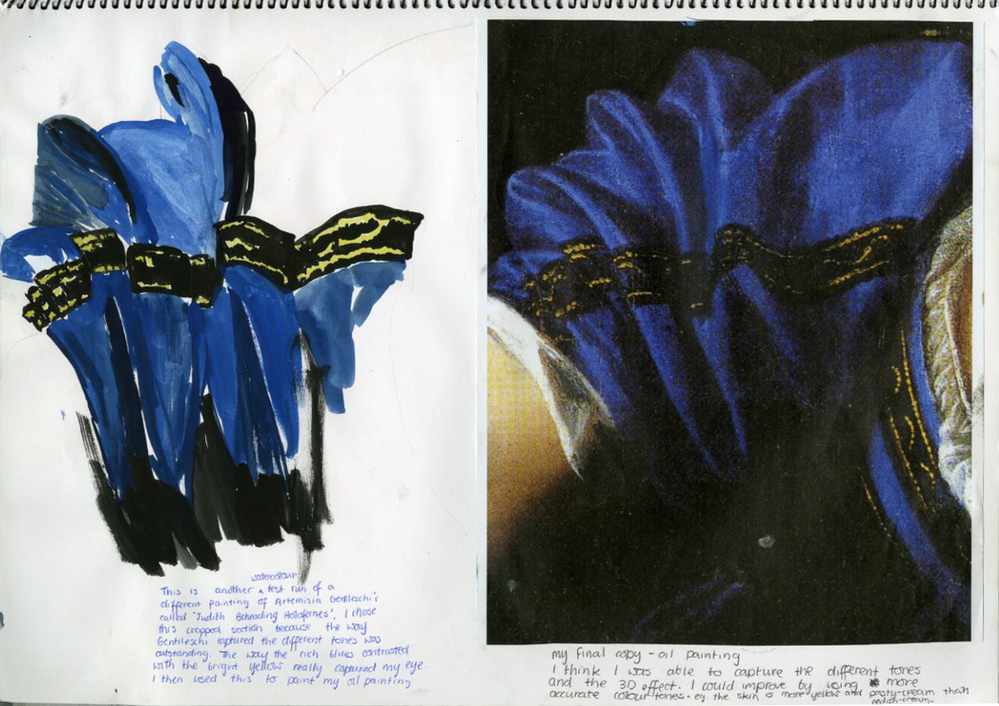 This is another watercolour test run of a
different painting of Artemisia Gentileschi's
called "Judith Beheading Holofernes". I chose
this cropped section because the way
Gentileschi captured the different tones was
outstanding. The way the rich blues contrasted
with the bright yellow really captured my eye.
I then used this to paint my oil painting
my final copy - oil painting
I think I was able to capture the different tones
and the 3D effect. I could improve by using more
accurate colour tones. eg. the skin is more yellow and pasty-cream than
redish-cream